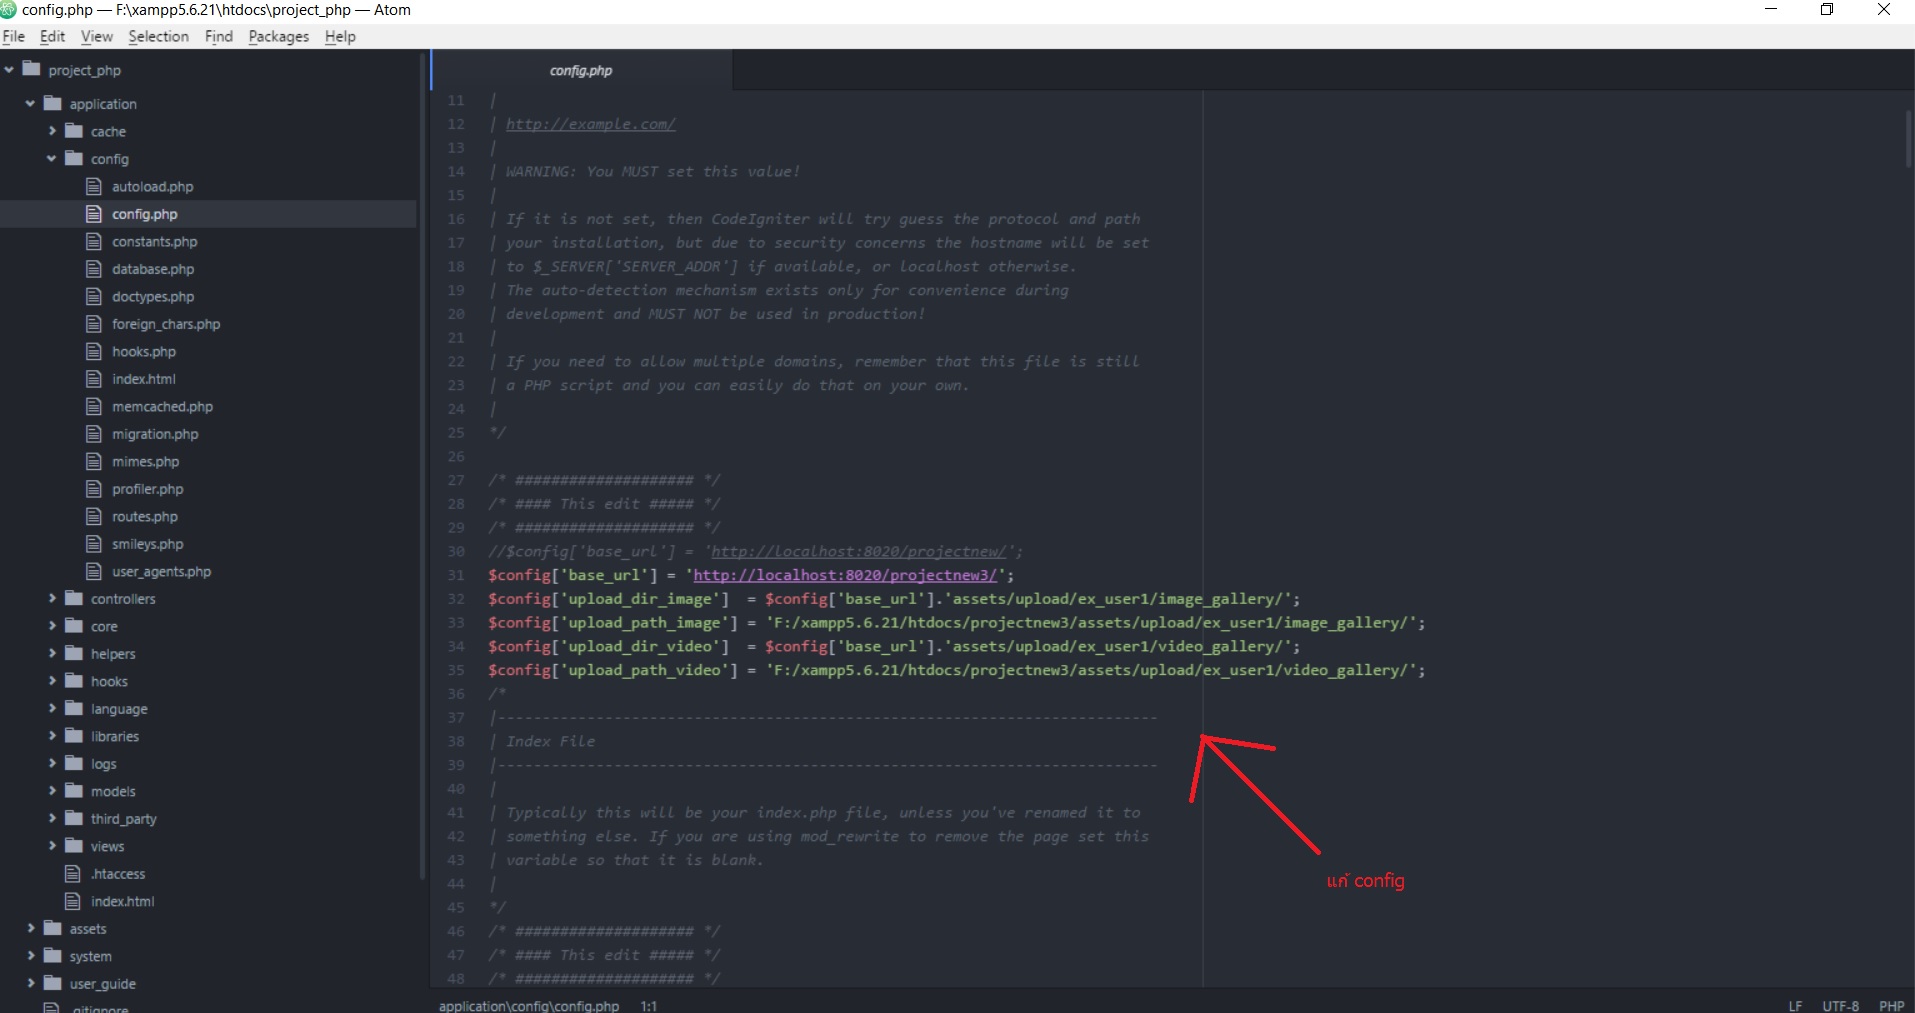 config.php — F:\xampp5.6.21\htdocs\project_php — Atom
File Edit View Selection Find Packages Help
project_php
application
cache
config
autoload.php
config.php
constants.php
database.php
doctypes.php
foreign_chars.php
hooks.php
index.html
memcached.php
migration.php
mimes.php
profiler.php
routes.php
smileys.php
user_agents.php
controllers
core
helpers
hooks
language
libraries
logs
models
third_party
views
.htaccess
index.html
assets
system
user_guide
.gitignore
config.php
11 |
12 | http://example.com/
13 |
14 | WARNING: You MUST set this value!
15 |
16 | If it is not set, then CodeIgniter will try guess the protocol and path
17 | your installation, but due to security concerns the hostname will be set
18 | to $_SERVER['SERVER_ADDR'] if available, or localhost otherwise.
19 | The auto-detection mechanism exists only for convenience during
20 | development and MUST NOT be used in production!
21 |
22 | If you need to allow multiple domains, remember that this file is still
23 | a PHP script and you can easily do that on your own.
24 |
25 */
26
27 /* #################### */
28 /* #### This edit ##### */
29 /* #################### */
30 //$config['base_url'] = 'http://localhost:8020/projectnew/';
31 $config['base_url'] = 'http://localhost:8020/projectnew3/';
32 $config['upload_dir_image']  = $config['base_url'].'assets/upload/ex_user1/image_gallery/';
33 $config['upload_path_image'] = 'F:/xampp5.6.21/htdocs/projectnew3/assets/upload/ex_user1/image_gallery/';
34 $config['upload_dir_video']  = $config['base_url'].'assets/upload/ex_user1/video_gallery/';
35 $config['upload_path_video'] = 'F:/xampp5.6.21/htdocs/projectnew3/assets/upload/ex_user1/video_gallery/';
36 /*
37 |--------------------------------------------------------------------------
38 | Index File
39 |--------------------------------------------------------------------------
40 |
41 | Typically this will be your index.php file, unless you've renamed it to
42 | something else. If you are using mod_rewrite to remove the page set this
43 | variable so that it is blank.
44 |
45 */
46 /* #################### */
47 /* #### This edit ##### */
48 /* #################### */
แก้ config
application\config\config.php 1:1 LF UTF-8 PHP